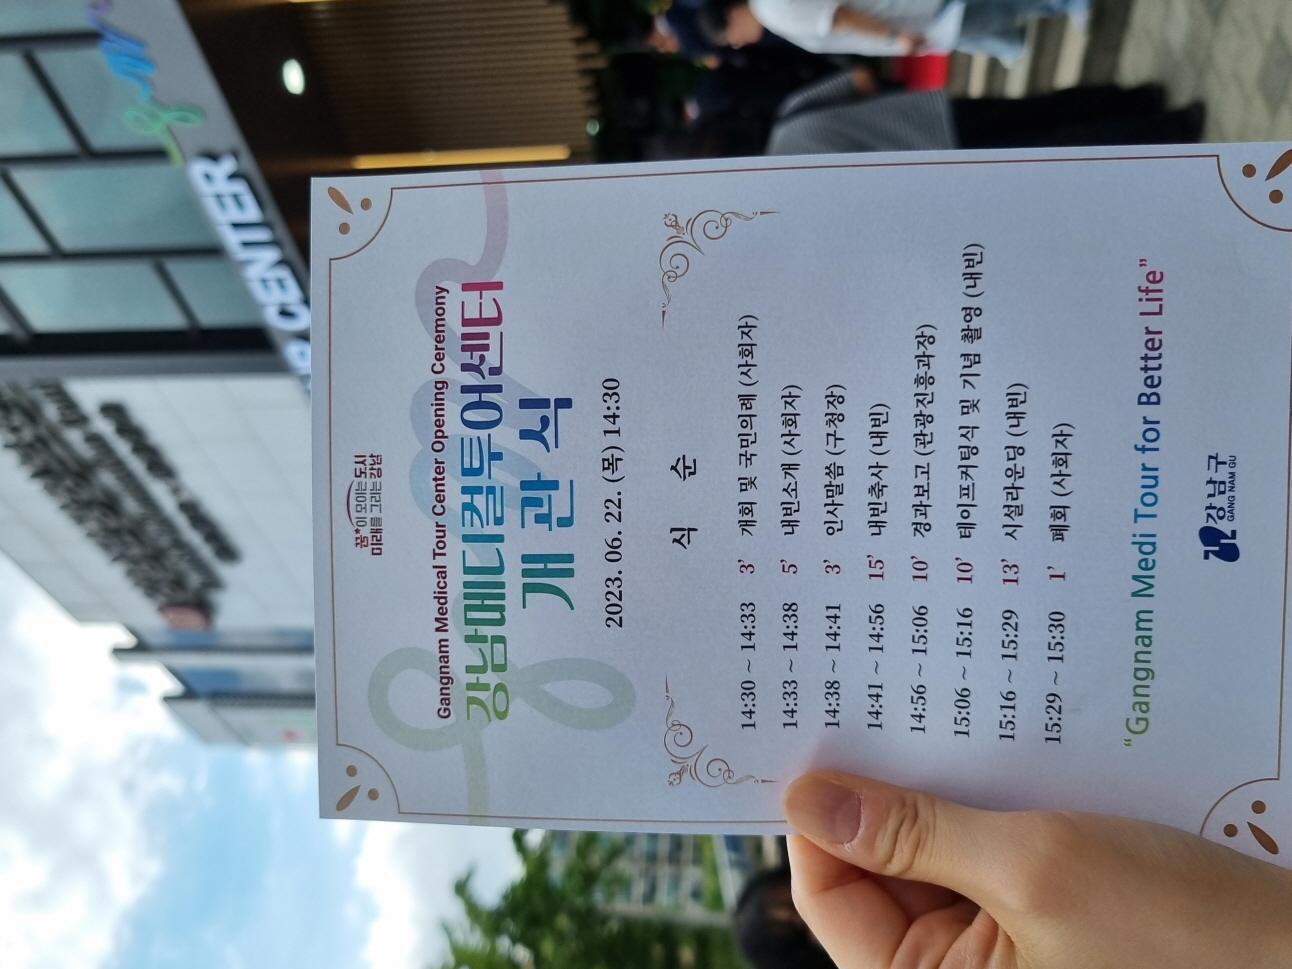 꿈이 모이는 도시
미래를 그리는 강남
Gangnam Medical Tour Center Opening Ceremony
강남메디컬투어센터
개 관 식
2023. 06. 22. (목) 14:30
식 순
14:30 ~ 14:33 3’ 개회 및 국민의례 (사회자)
14:33 ~ 14:38 5’ 내빈소개 (사회자)
14:38 ~ 14:41 3’ 인사말씀 (구청장)
14:41 ~ 14:56 15’ 내빈축사 (내빈)
14:56 ~ 15:06 10’ 경과보고 (관광진흥과장)
15:06 ~ 15:16 10’ 테이프커팅식 및 기념 촬영 (내빈)
15:16 ~ 15:29 13’ 시설라운딩 (내빈)
15:29 ~ 15:30 1’ 폐회 (사회자)
“Gangnam Medi Tour for Better Life”
강남구
GANG NAM GU
CENTER